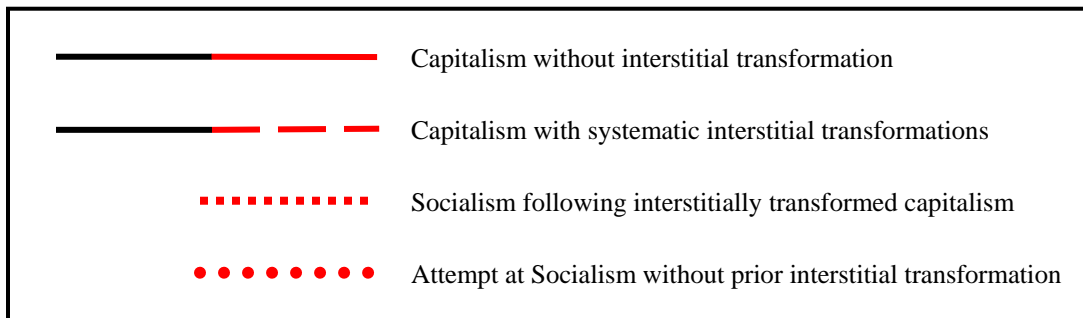 Capitalism without interstitial transformation
Capitalism with systematic interstitial transformations
Socialism following interstitially transformed capitalism
Attempt at Socialism without prior interstitial transformation